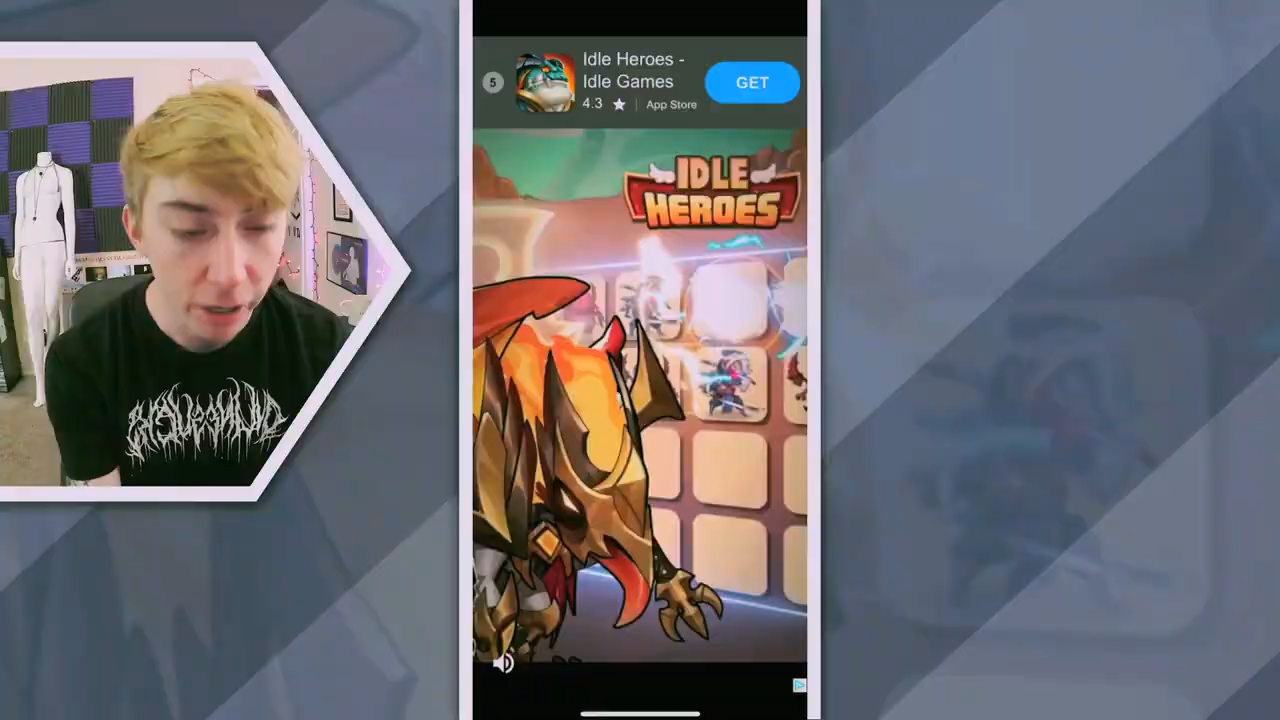 5
Idle Heroes -
Idle Games
GET
4.3 ★ | App Store
IDLE
HEROES